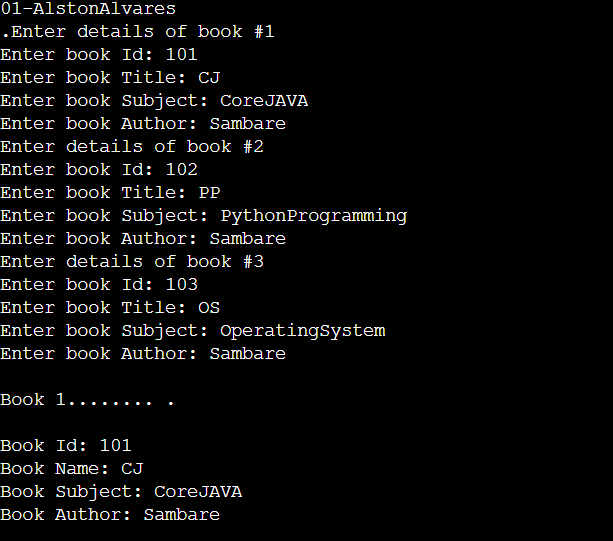 01-AlstonAlvares
.Enter details of book #1
Enter book Id: 101
Enter book Title: CJ
Enter book Subject: CoreJAVA
Enter book Author: Sambare
Enter details of book #2
Enter book Id: 102
Enter book Title: PP
Enter book Subject: PythonProgramming
Enter book Author: Sambare
Enter details of book #3
Enter book Id: 103
Enter book Title: OS
Enter book Subject: OperatingSystem
Enter book Author: Sambare
Book 1........ .
Book Id: 101
Book Name: CJ
Book Subject: CoreJAVA
Book Author: Sambare